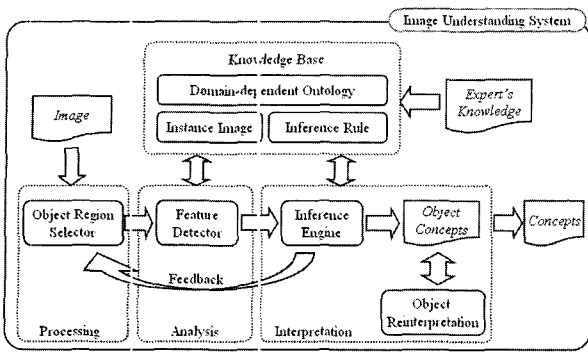 Image Understanding System
Knowledge Base
Domain-dependent Ontology
Instance Image
Inference Rule
Expert's
Knowledge
Image
Object Region
Selector
Feature
Detector
Inference
Engine
Object
Concepts
Concepts
Feedback
Object
Reinterpretation
Processing
Analysis
Interpretation